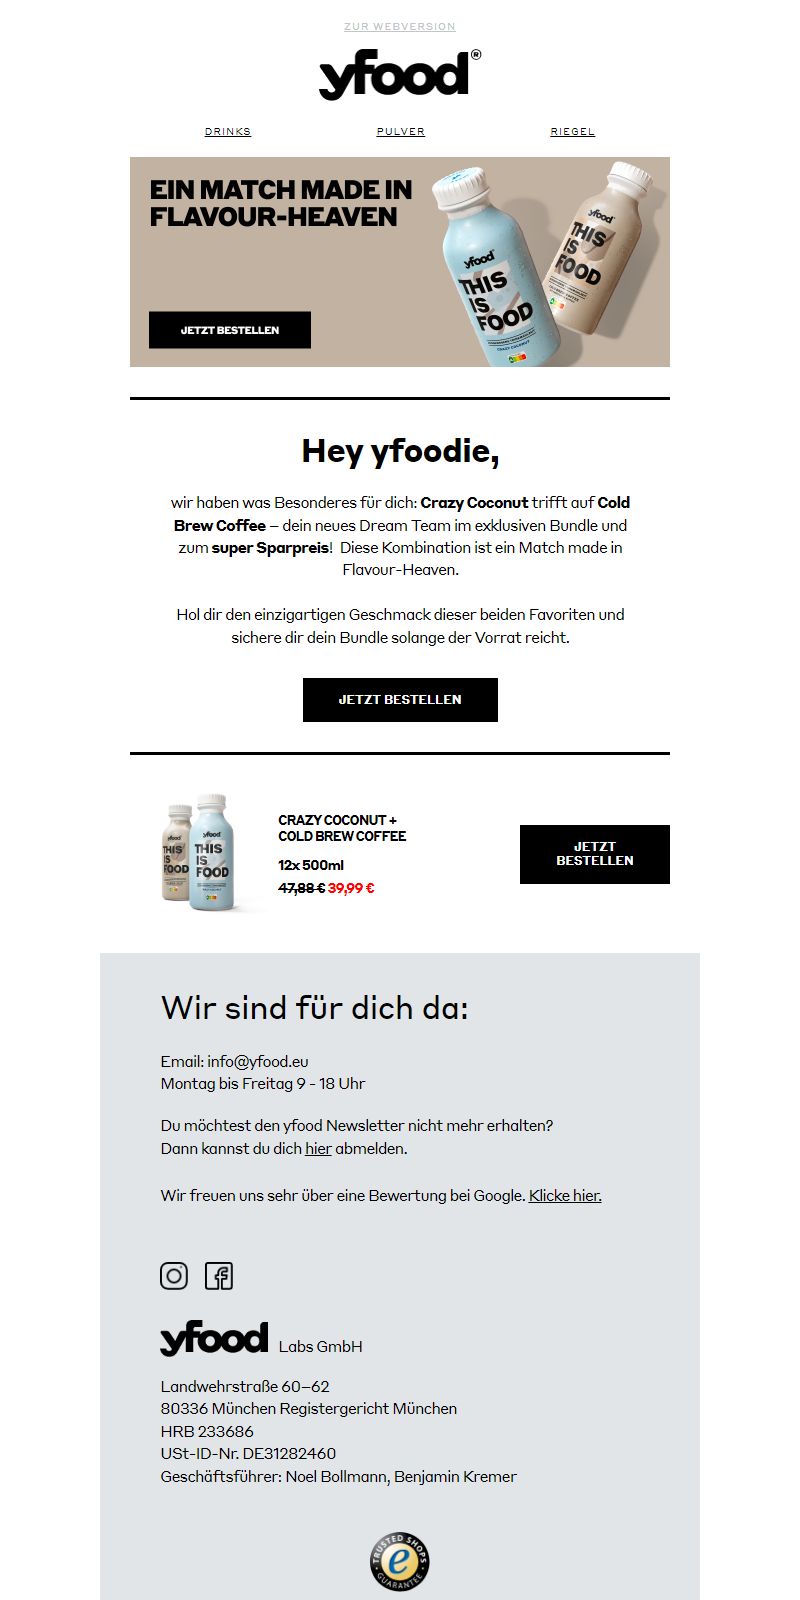 ZUR WEBVERSION
yfood®
DRINKS PULVER RIEGEL
EIN MATCH MADE IN
FLAVOUR-HEAVEN
JETZT BESTELLEN
yfood
THIS
IS
FOOD
CRAZY COCONUT
yfood
THIS
IS
FOOD
COLD BREW COFFEE
Hey yfoodie,
wir haben was Besonderes für dich: Crazy Coconut trifft auf Cold
Brew Coffee – dein neues Dream Team im exklusiven Bundle und
zum super Sparpreis! Diese Kombination ist ein Match made in
Flavour-Heaven.
Hol dir den einzigartigen Geschmack dieser beiden Favoriten und
sichere dir dein Bundle solange der Vorrat reicht.
JETZT BESTELLEN
yfood
THIS
IS
FOOD
yfood
THIS
IS
FOOD
CRAZY COCONUT +
COLD BREW COFFEE
12x 500ml
47,88 € 39,99 €
JETZT
BESTELLEN
Wir sind für dich da:
Email: info@yfood.eu
Montag bis Freitag 9 - 18 Uhr
Du möchtest den yfood Newsletter nicht mehr erhalten?
Dann kannst du dich hier abmelden.
Wir freuen uns sehr über eine Bewertung bei Google. Klicke hier.
yfood Labs GmbH
Landwehrstraße 60–62
80336 München Registergericht München
HRB 233686
USt-ID-Nr. DE31282460
Geschäftsführer: Noel Bollmann, Benjamin Kremer
TRUSTED SHOPS
e
GUARANTEE